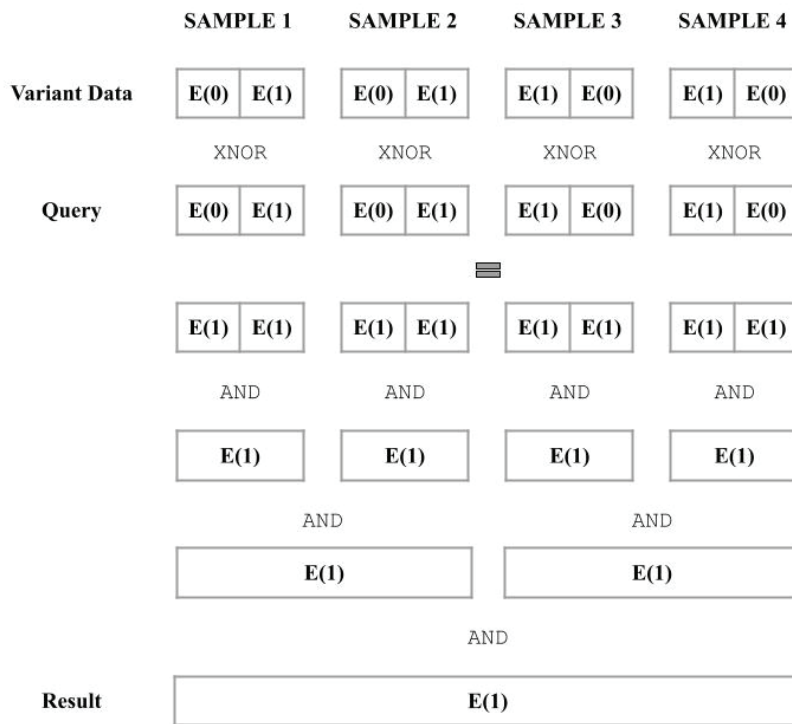 SAMPLE 1 SAMPLE 2 SAMPLE 3 SAMPLE 4
Variant Data E(0) E(1) E(0) E(1) E(1) E(0) E(1) E(0)
XNOR XNOR XNOR XNOR
Query E(0) E(1) E(0) E(1) E(1) E(0) E(1) E(0)
E(1) E(1) E(1) E(1) E(1) E(1) E(1) E(1)
AND AND AND AND
E(1) E(1) E(1) E(1)
AND AND
E(1) E(1)
AND
Result E(1)